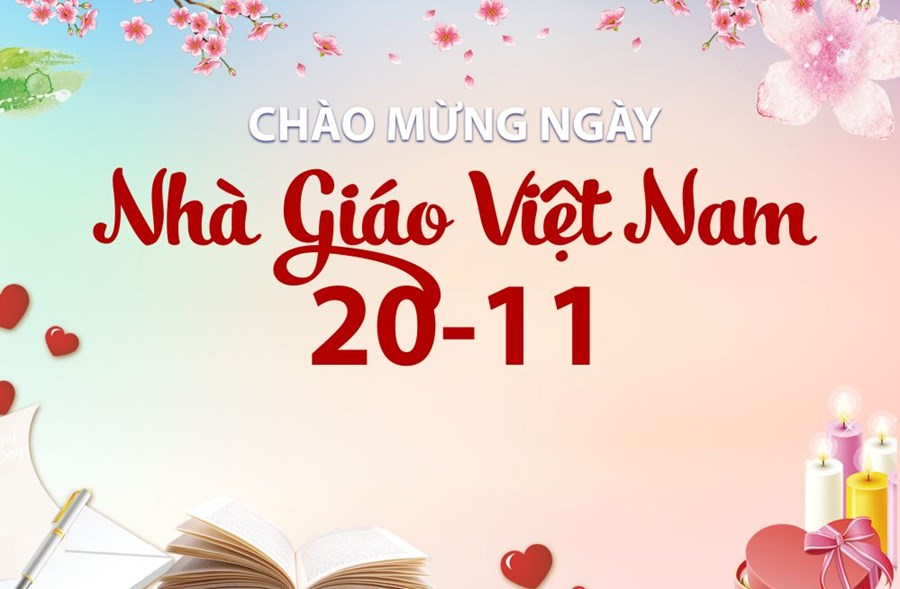 CHÀO MỪNG NGÀY
Nhà Giáo Việt Nam
20-11